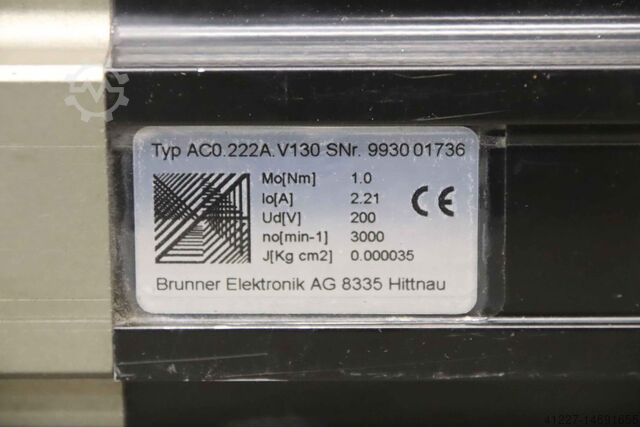 Typ AC0.222A.V130 SNr. 9930 01736
Mo[Nm] 1.0
Io[A] 2.21
Ud[V] 200
no[min-1] 3000
J[Kg cm2] 0.000035
CE
Brunner Elektronik AG 8335 Hittnau
41227-14691656